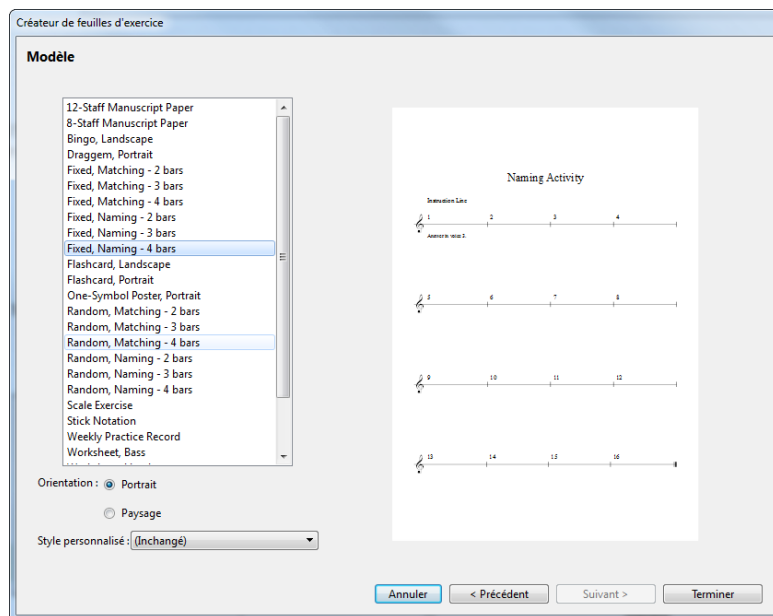 Créateur de feuilles d'exercice
Modèle
12-Staff Manuscript Paper
8-Staff Manuscript Paper
Bingo, Landscape
Draggem, Portrait
Fixed, Matching - 2 bars
Fixed, Matching - 3 bars
Fixed, Matching - 4 bars
Fixed, Naming - 2 bars
Fixed, Naming - 3 bars
Fixed, Naming - 4 bars
Flashcard, Landscape
Flashcard, Portrait
One-Symbol Poster, Portrait
Random, Matching - 2 bars
Random, Matching - 3 bars
Random, Matching - 4 bars
Random, Naming - 2 bars
Random, Naming - 3 bars
Random, Naming - 4 bars
Scale Exercise
Stick Notation
Weekly Practice Record
Worksheet, Bass
Orientation : Portrait
Paysage
Style personnalisé : (Inchangé)
Naming Activity
Instruction Line
1 2 3 4
Answer in voice 2.
5 6 7 8
9 10 11 12
13 14 15 16
Annuler < Précédent Suivant > Terminer